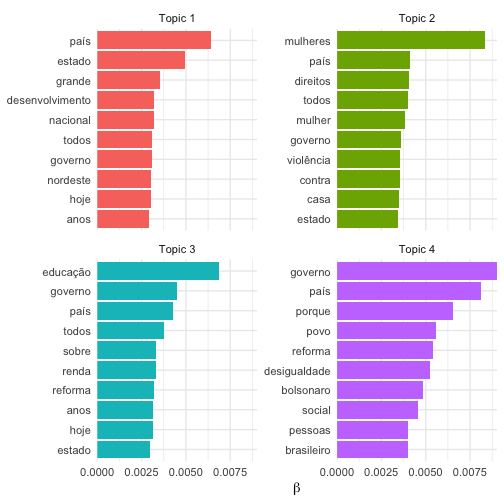 Topic 1
país
estado
grande
desenvolvimento
nacional
todos
governo
nordeste
hoje
anos
Topic 2
mulheres
país
direitos
todos
mulher
governo
violência
contra
casa
estado
Topic 3
educação
governo
país
todos
sobre
renda
reforma
anos
hoje
estado
0.0000 0.0025 0.0050 0.0075
Topic 4
governo
país
porque
povo
reforma
desigualdade
bolsonaro
social
pessoas
brasileiro
0.0000 0.0025 0.0050 0.0075
β